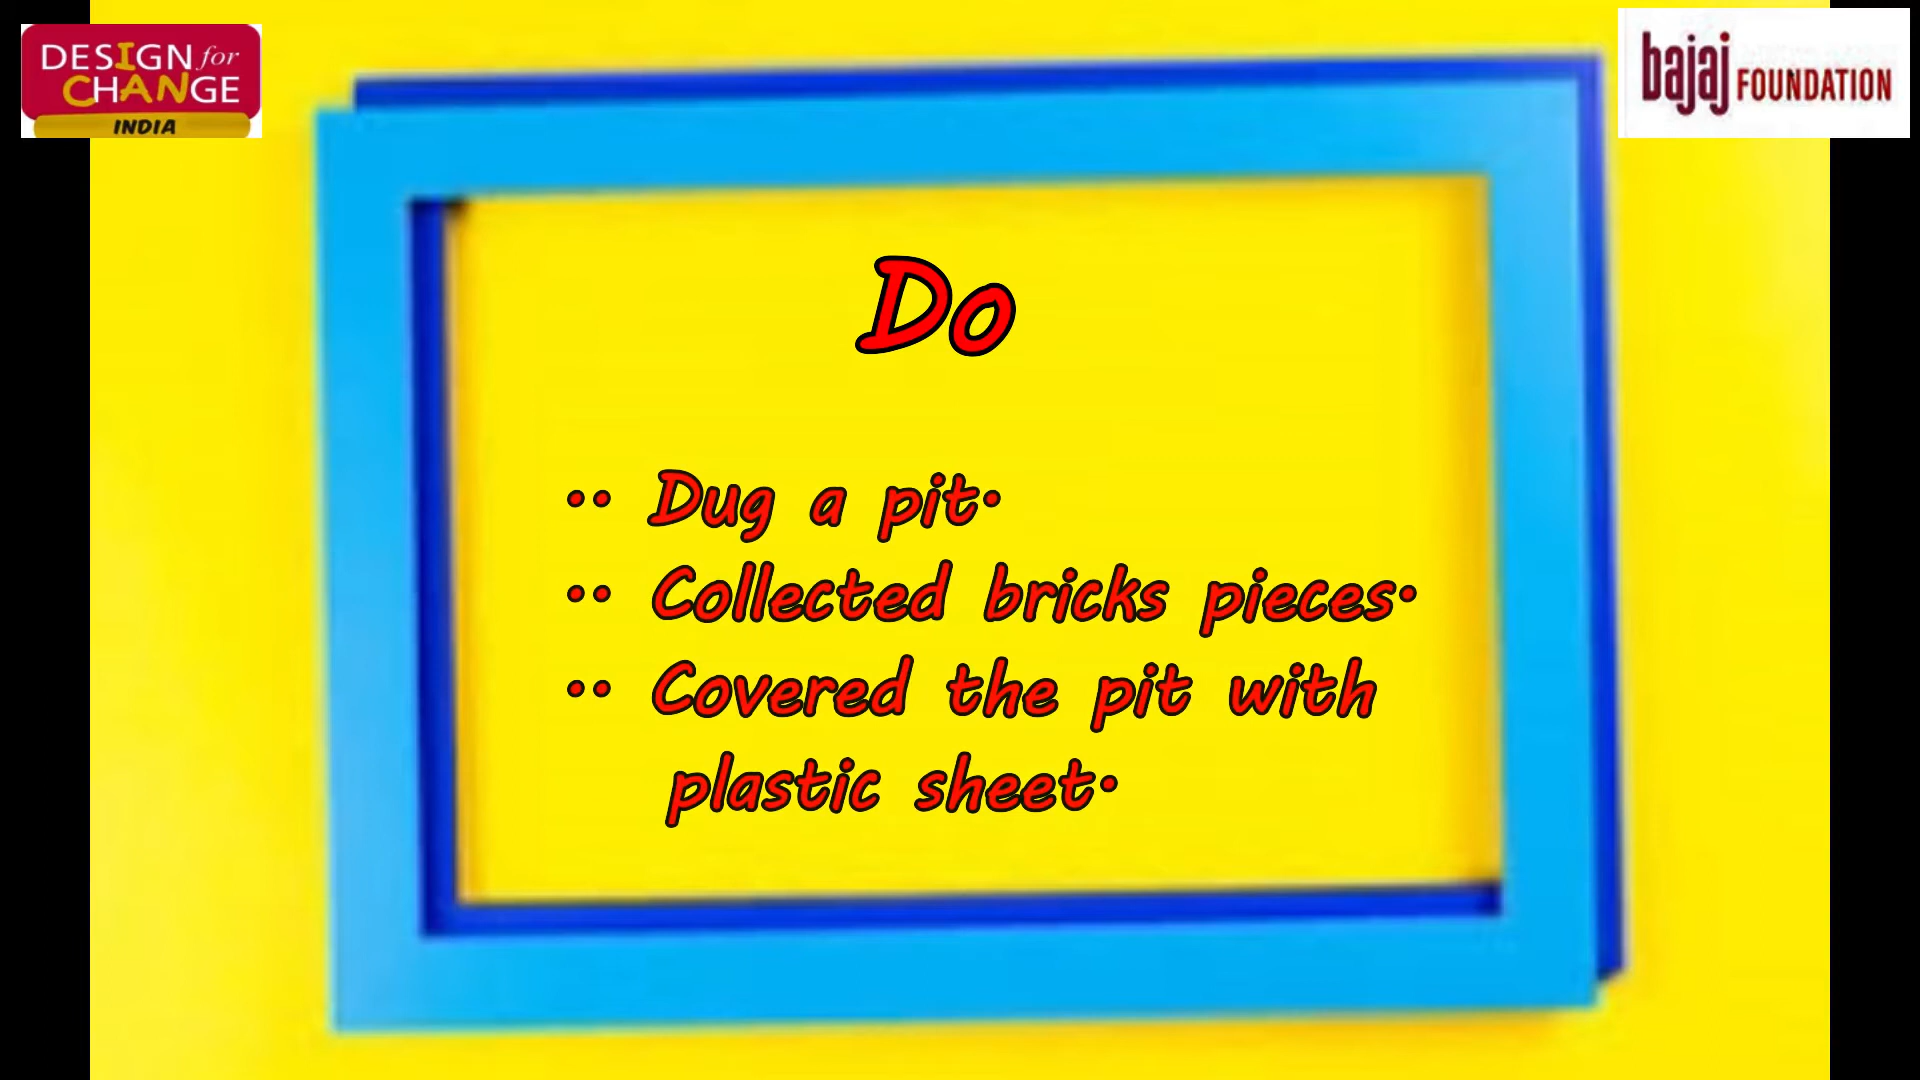 DESIGN for
CHANGE
INDIA
bajaj FOUNDATION
Do
•• Dug a pit.
•• Collected bricks pieces.
•• Covered the pit with
plastic sheet.